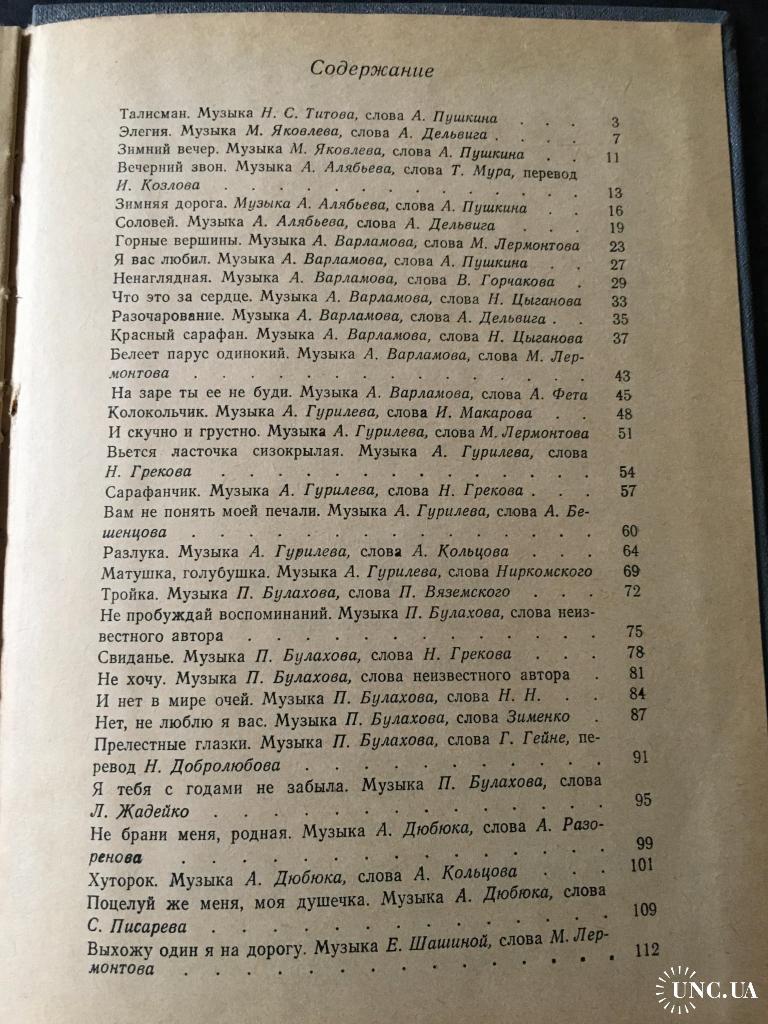 Содержание
Талисман. Музыка Н. С. Титова, слова А. Пушкина . . . 3
Элегия. Музыка М. Яковлева, слова А. Дельвига . . . . 7
Зимний вечер. Музыка М. Яковлева, слова А. Пушкина . . 11
Вечерний звон. Музыка А. Алябьева, слова Т. Мура, перевод
И. Козлова . . . . . . . . . . . . . . 13
Зимняя дорога. Музыка А. Алябьева, слова А. Пушкина . . 16
Соловей. Музыка А. Алябьева, слова А. Дельвига . . . 19
Горные вершины. Музыка А. Варламова, слова М. Лермонтова 23
Я вас любил. Музыка А. Варламова, слова А. Пушкина . . 27
Ненаглядная. Музыка А. Варламова, слова В. Горчакова . 29
Что это за сердце. Музыка А. Варламова, слова Н. Цыганова 33
Разочарование. Музыка А. Варламова, слова А. Дельвига . . 35
Красный сарафан. Музыка А. Варламова, слова Н. Цыганова 37
Белеет парус одинокий. Музыка А. Варламова, слова М. Лер-
монтова . . . . . . . . . . . . . . . 43
На заре ты ее не буди. Музыка А. Варламова, слова А. Фета 45
Колокольчик. Музыка А. Гурилева, слова И. Макарова . . 48
И скучно и грустно. Музыка А. Гурилева, слова М. Лермонтова 51
Вьется ласточка сизокрылая. Музыка А. Гурилева, слова
Н. Грекова . . . . . . . . . . . . . . 54
Сарафанчик. Музыка А. Гурилева, слова Н. Грекова . . . 57
Вам не понять моей печали. Музыка А. Гурилева, слова А. Бе-
шенцова . . . . . . . . . . . . . . . 60
Разлука. Музыка А. Гурилева, слова А. Кольцова . . . 64
Матушка, голубушка. Музыка А. Гурилева, слова Ниркомского 69
Тройка. Музыка П. Булахова, слова П. Вяземского . . . 72
Не пробуждай воспоминаний. Музыка П. Булахова, слова неиз-
вестного автора . . . . . . . . . . . . . 75
Свиданье. Музыка П. Булахова, слова Н. Грекова . . . 78
Не хочу. Музыка П. Булахова, слова неизвестного автора . 81
И нет в мире очей. Музыка П. Булахова, слова Н. Н. . . 84
Нет, не люблю я вас. Музыка П. Булахова, слова Зименко . 87
Прелестные глазки. Музыка П. Булахова, слова Г. Гейне, пе-
ревод Н. Добролюбова . . . . . . . . . . . 91
Я тебя с годами не забыла. Музыка П. Булахова, слова
Л. Жадейко . . . . . . . . . . . . . . 95
Не брани меня, родная. Музыка А. Дюбюка, слова А. Разо-
ренова . . . . . . . . . . . . . . . 99
Хуторок. Музыка А. Дюбюка, слова А. Кольцова . . . 101
Поцелуй же меня, моя душечка. Музыка А. Дюбюка, слова
С. Писарева . . . . . . . . . . . . . . 109
Выхожу один я на дорогу. Музыка Е. Шашиной, слова М. Лер-
монтова . . . . . . . . . . . . . . . 112
UNC.UA